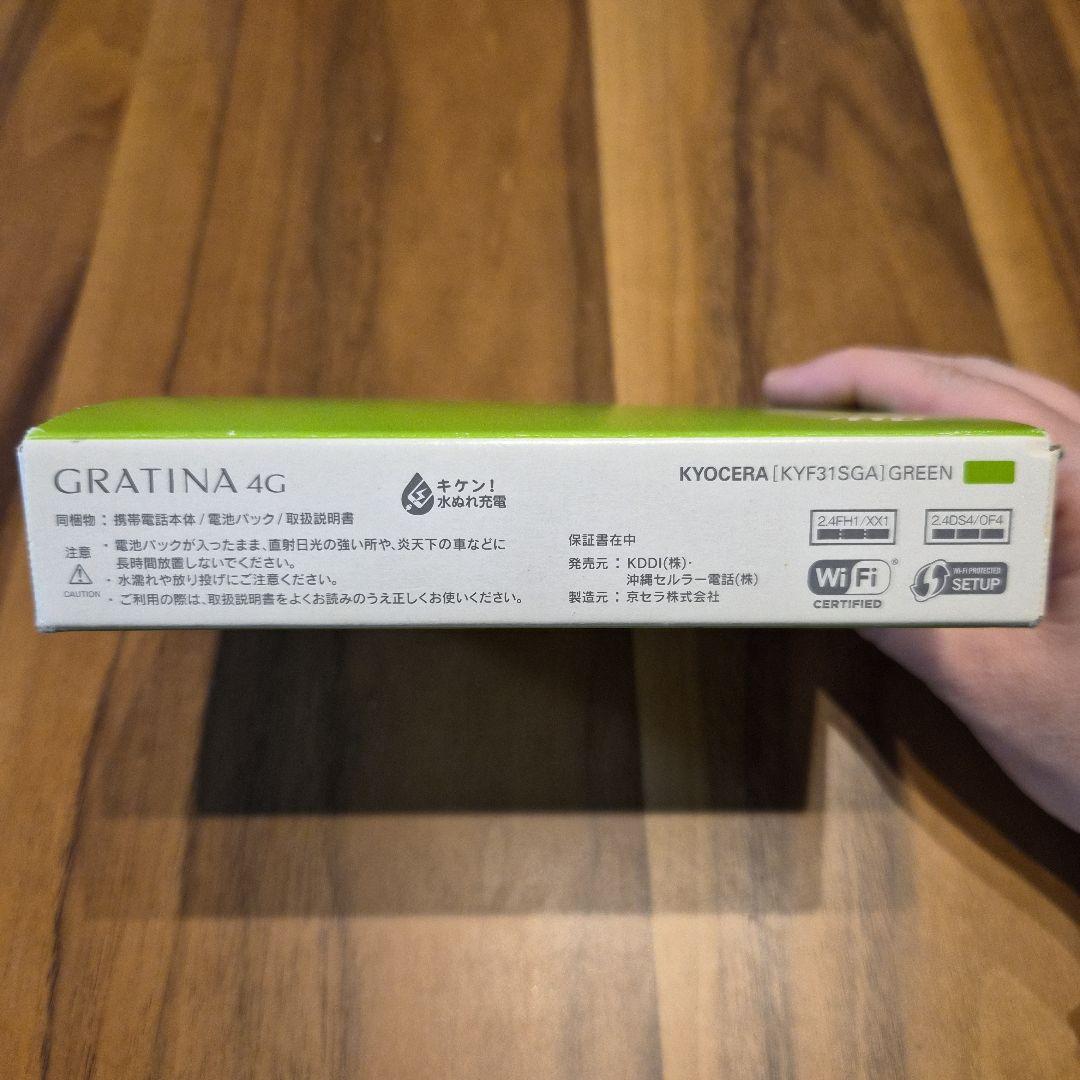 GRATINA 4G
キケン!
水ぬれ充電
KYOCERA [KYF31SGA] GREEN
同梱物：携帯電話本体/電池パック/取扱説明書
注意
CAUTION
・電池パックが入ったまま、直射日光の強い所や、炎天下の車などに
長時間放置しないでください。
・水濡れや放り投げにご注意ください。
・ご利用の際は、取扱説明書をよくお読みのうえ正しくお使いください。
保証書在中
発売元：KDDI(株)・
沖縄セルラー電話(株)
製造元：京セラ株式会社
2.4FH1/XX1
2.4DS4/OF4
Wi Fi ®
CERTIFIED
WI-FI PROTECTED
SETUP